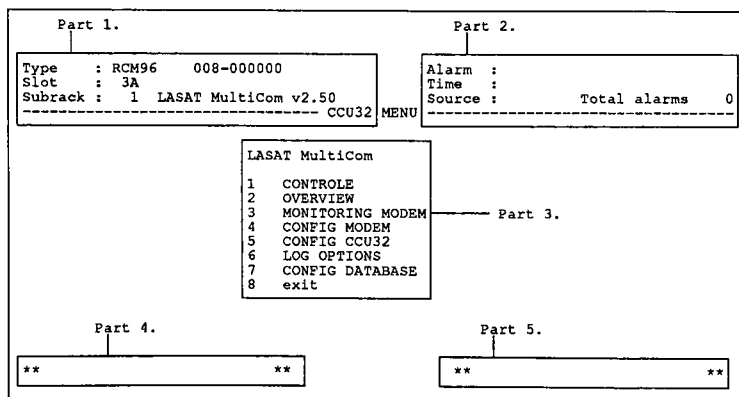 Part 1.
Part 2.
Type : RCM96 008-000000
Slot : 3A
Subrack : 1 LASAT MultiCom v2.50
------------------------------------ CCU32 MENU ------------------------------------
Alarm :
Time :
Source : Total alarms 0
LASAT MultiCom
1 CONTROLE
2 OVERVIEW
3 MONITORING MODEM
Part 3.
4 CONFIG MODEM
5 CONFIG CCU32
6 LOG OPTIONS
7 CONFIG DATABASE
8 exit
Part 4.
Part 5.
** **
** **